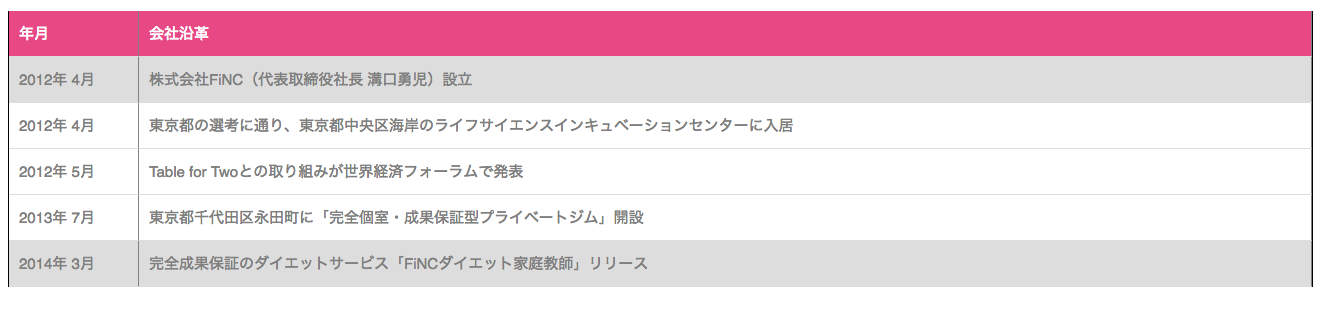 年月 会社沿革
2012年 4月 株式会社FiNC（代表取締役社長 溝口勇児）設立
2012年 4月 東京都の選考に通り、東京都中央区海岸のライフサイエンスインキュベーションセンターに入居
2012年 5月 Table for Twoとの取り組みが世界経済フォーラムで発表
2013年 7月 東京都千代田区永田町に「完全個室・成果保証型プライベートジム」開設
2014年 3月 完全成果保証のダイエットサービス「FiNCダイエット家庭教師」リリース